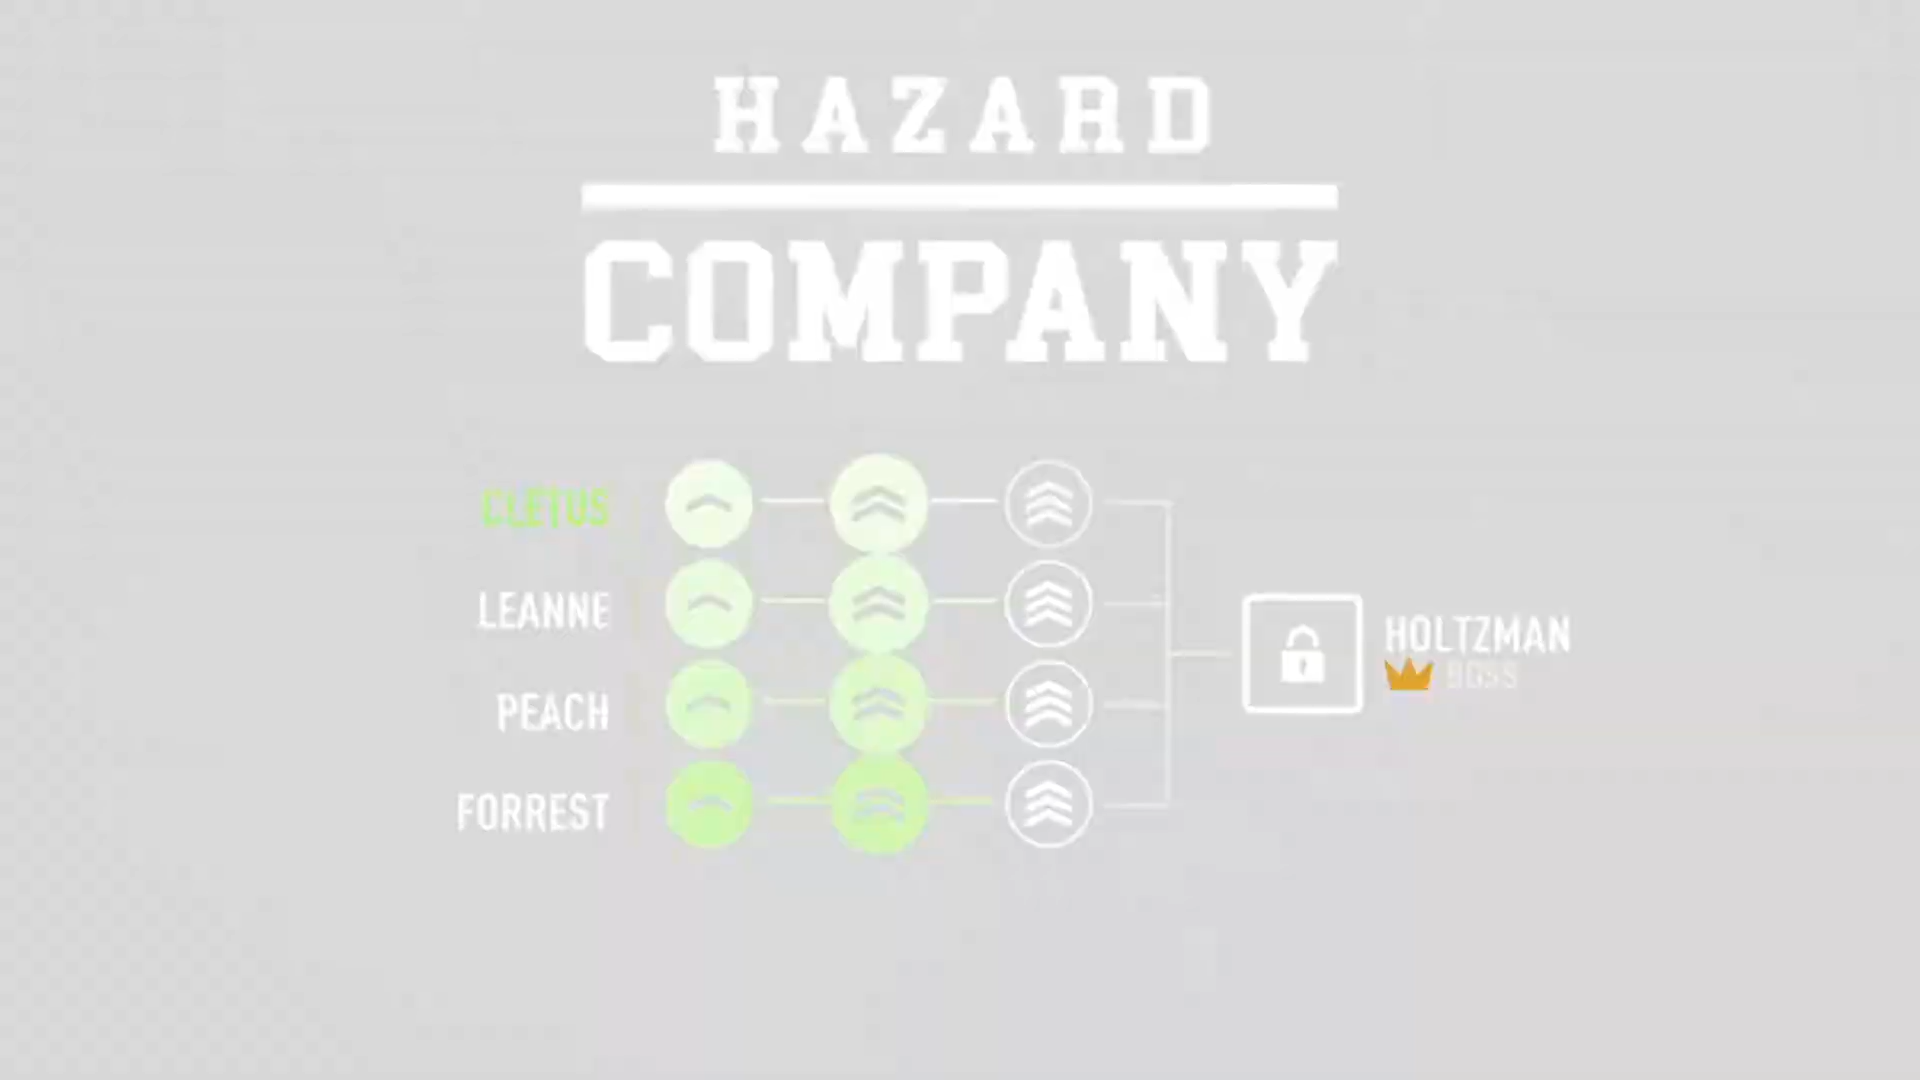 HAZARD
COMPANY
CLETUS
LEANNE
PEACH
FORREST
HOLTZMAN
BOSS